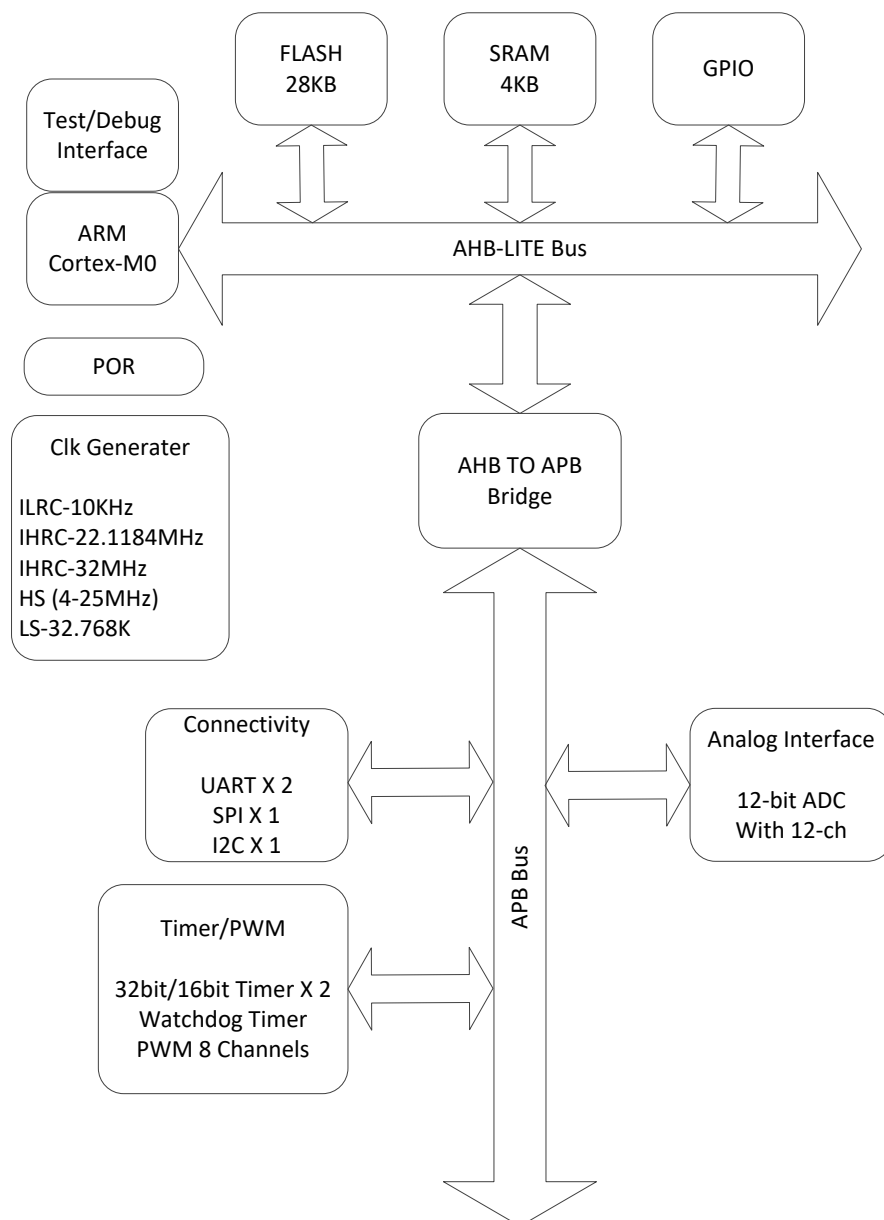 FLASH
28KB
SRAM
4KB
GPIO
Test/Debug
Interface
ARM
Cortex-M0
AHB-LITE Bus
POR
Clk Generater
ILRC-10KHz
IHRC-22.1184MHz
IHRC-32MHz
HS (4-25MHz)
LS-32.768K
AHB TO APB
Bridge
Connectivity
UART X 2
SPI X 1
I2C X 1
Analog Interface
12-bit ADC
With 12-ch
APB Bus
Timer/PWM
32bit/16bit Timer X 2
Watchdog Timer
PWM 8 Channels